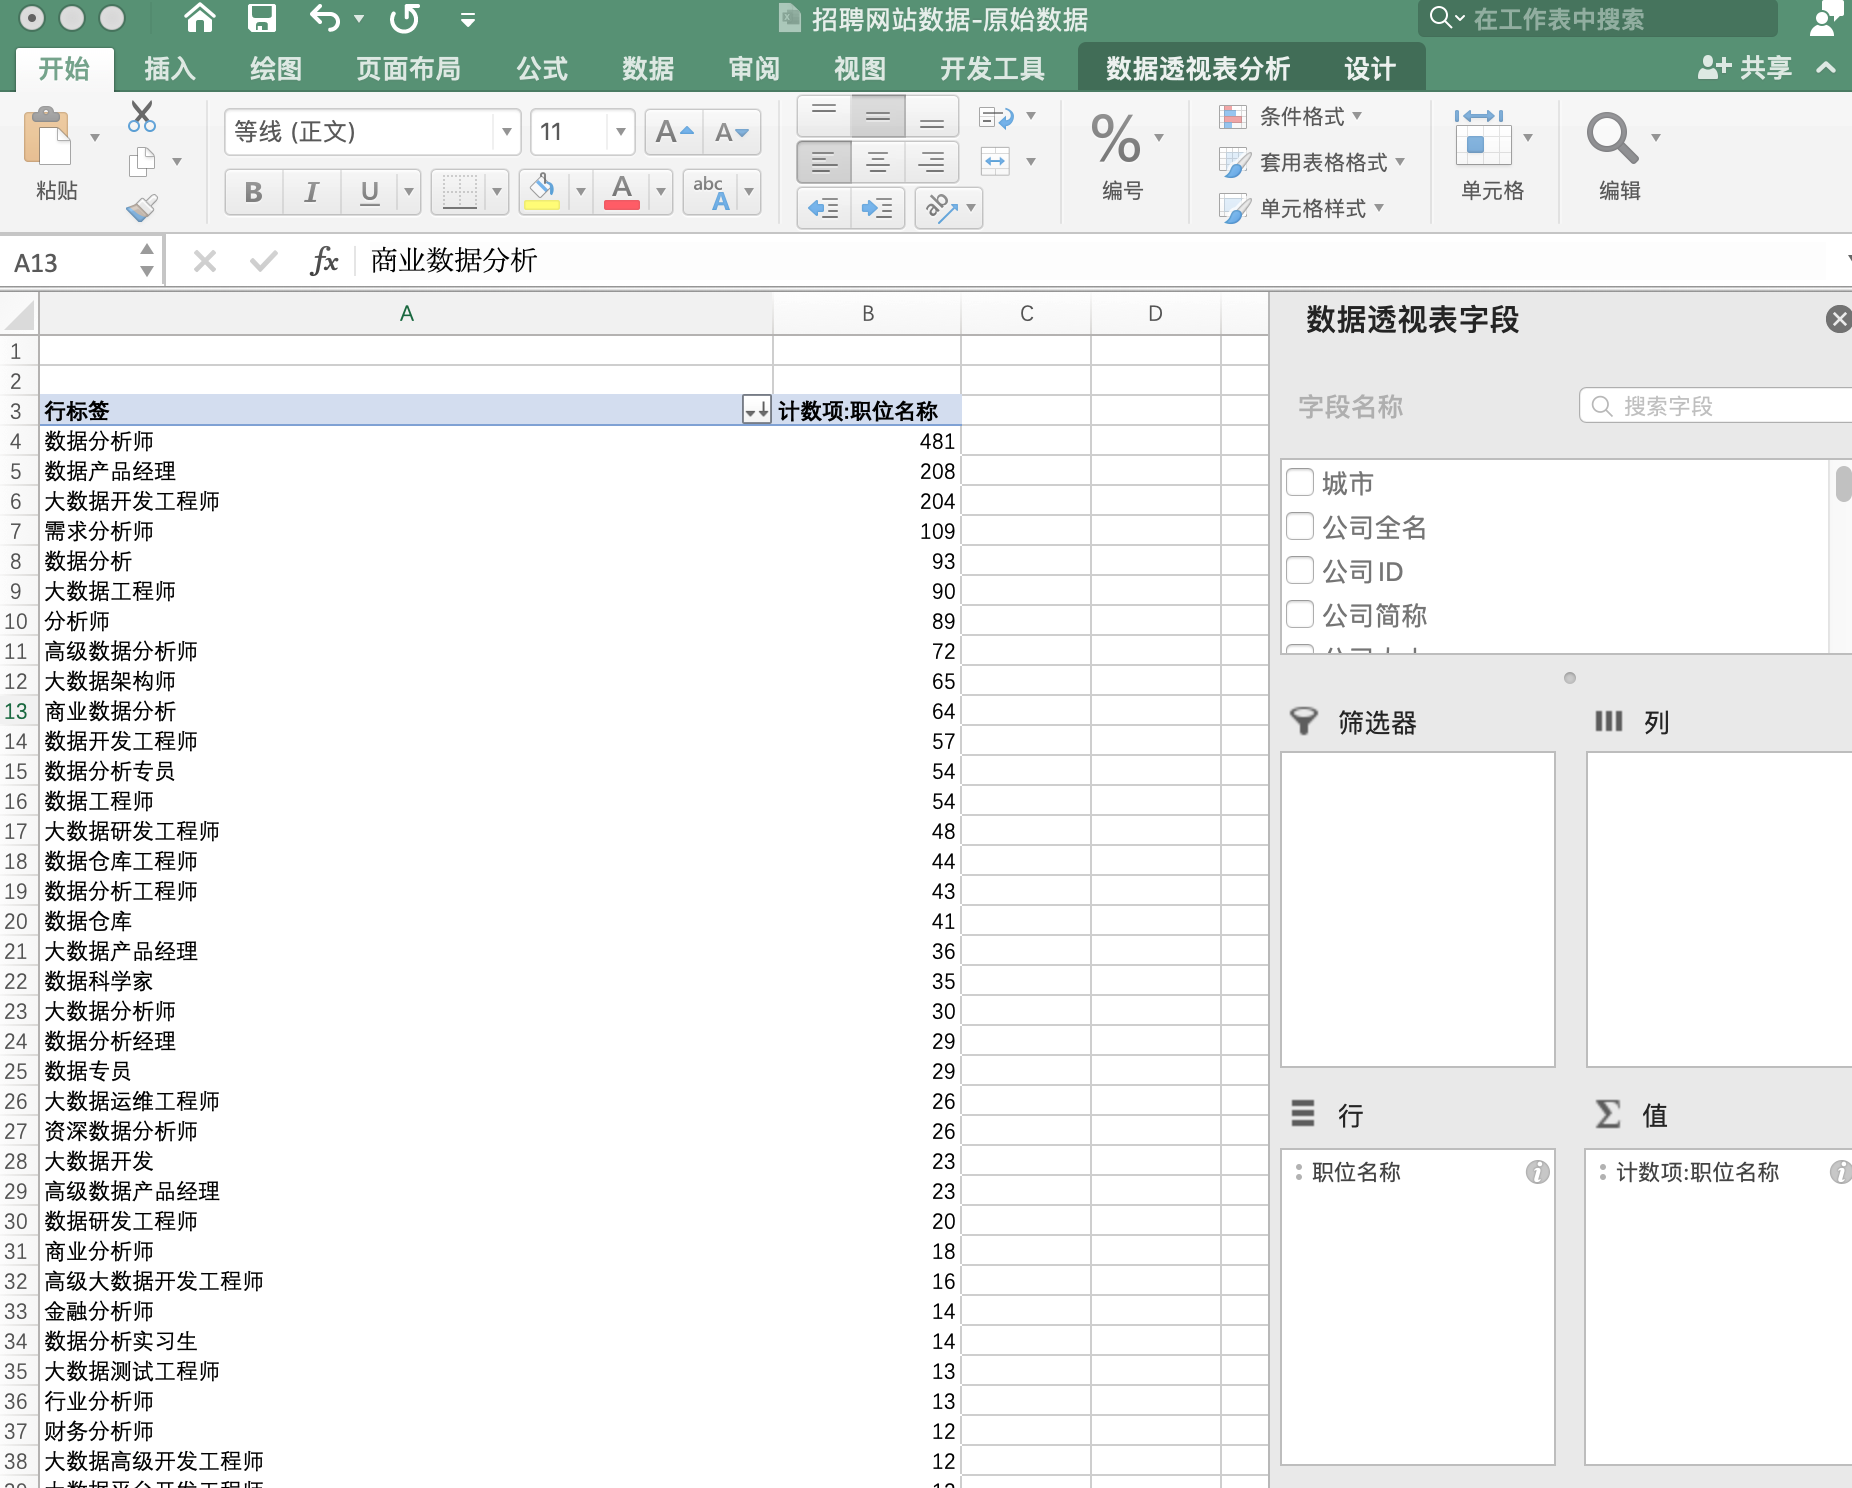 招聘网站数据-原始数据
在工作表中搜索
开始 插入 绘图 页面布局 公式 数据 审阅 视图 开发工具 数据透视表分析 设计 共享
粘贴
等线 (正文) 11 A A
B I U A abc A
ab
% 编号
条件格式
套用表格格式
单元格样式
单元格
编辑
A13 fx 商业数据分析
A B C D
1
2
3 行标签 计数项:职位名称
4 数据分析师 481
5 数据产品经理 208
6 大数据开发工程师 204
7 需求分析师 109
8 数据分析 93
9 大数据工程师 90
10 分析师 89
11 高级数据分析师 72
12 大数据架构师 65
13 商业数据分析 64
14 数据开发工程师 57
15 数据分析专员 54
16 数据工程师 54
17 大数据研发工程师 48
18 数据仓库工程师 44
19 数据分析工程师 43
20 数据仓库 41
21 大数据产品经理 36
22 数据科学家 35
23 大数据分析师 30
24 数据分析经理 29
25 数据专员 29
26 大数据运维工程师 26
27 资深数据分析师 26
28 大数据开发 23
29 高级数据产品经理 23
30 数据研发工程师 20
31 商业分析师 18
32 高级大数据开发工程师 16
33 金融分析师 14
34 数据分析实习生 14
35 大数据测试工程师 13
36 行业分析师 13
37 财务分析师 12
38 大数据高级开发工程师 12
数据透视表字段
字段名称 搜索字段
城市
公司全名
公司ID
公司简称
筛选器 列
行 Σ 值
职位名称 计数项:职位名称